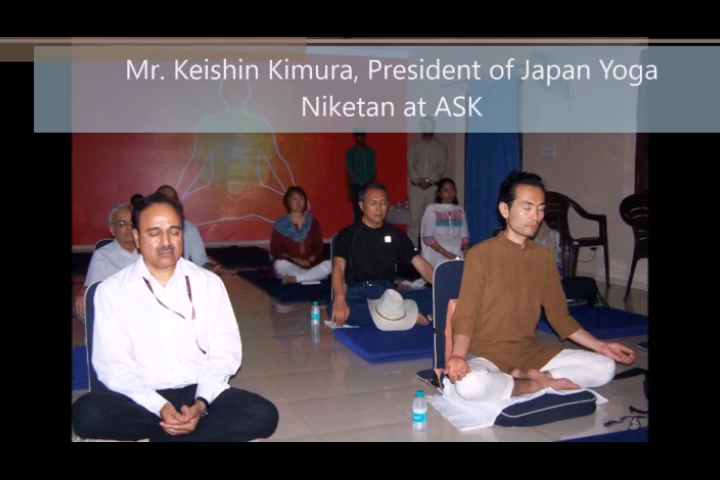 Mr. Keishin Kimura, President of Japan Yoga
Niketan at ASK